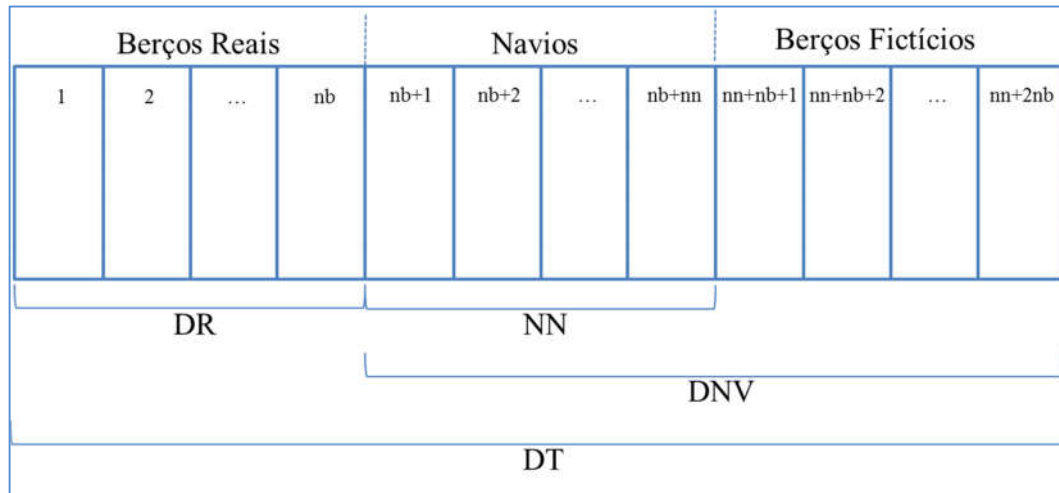 Berços Reais Navios Berços Fictícios
1 2 ... nb nb+1 nb+2 ... nb+nn nn+nb+1 nn+nb+2 ... nn+2nb
DR NN
DNV
DT